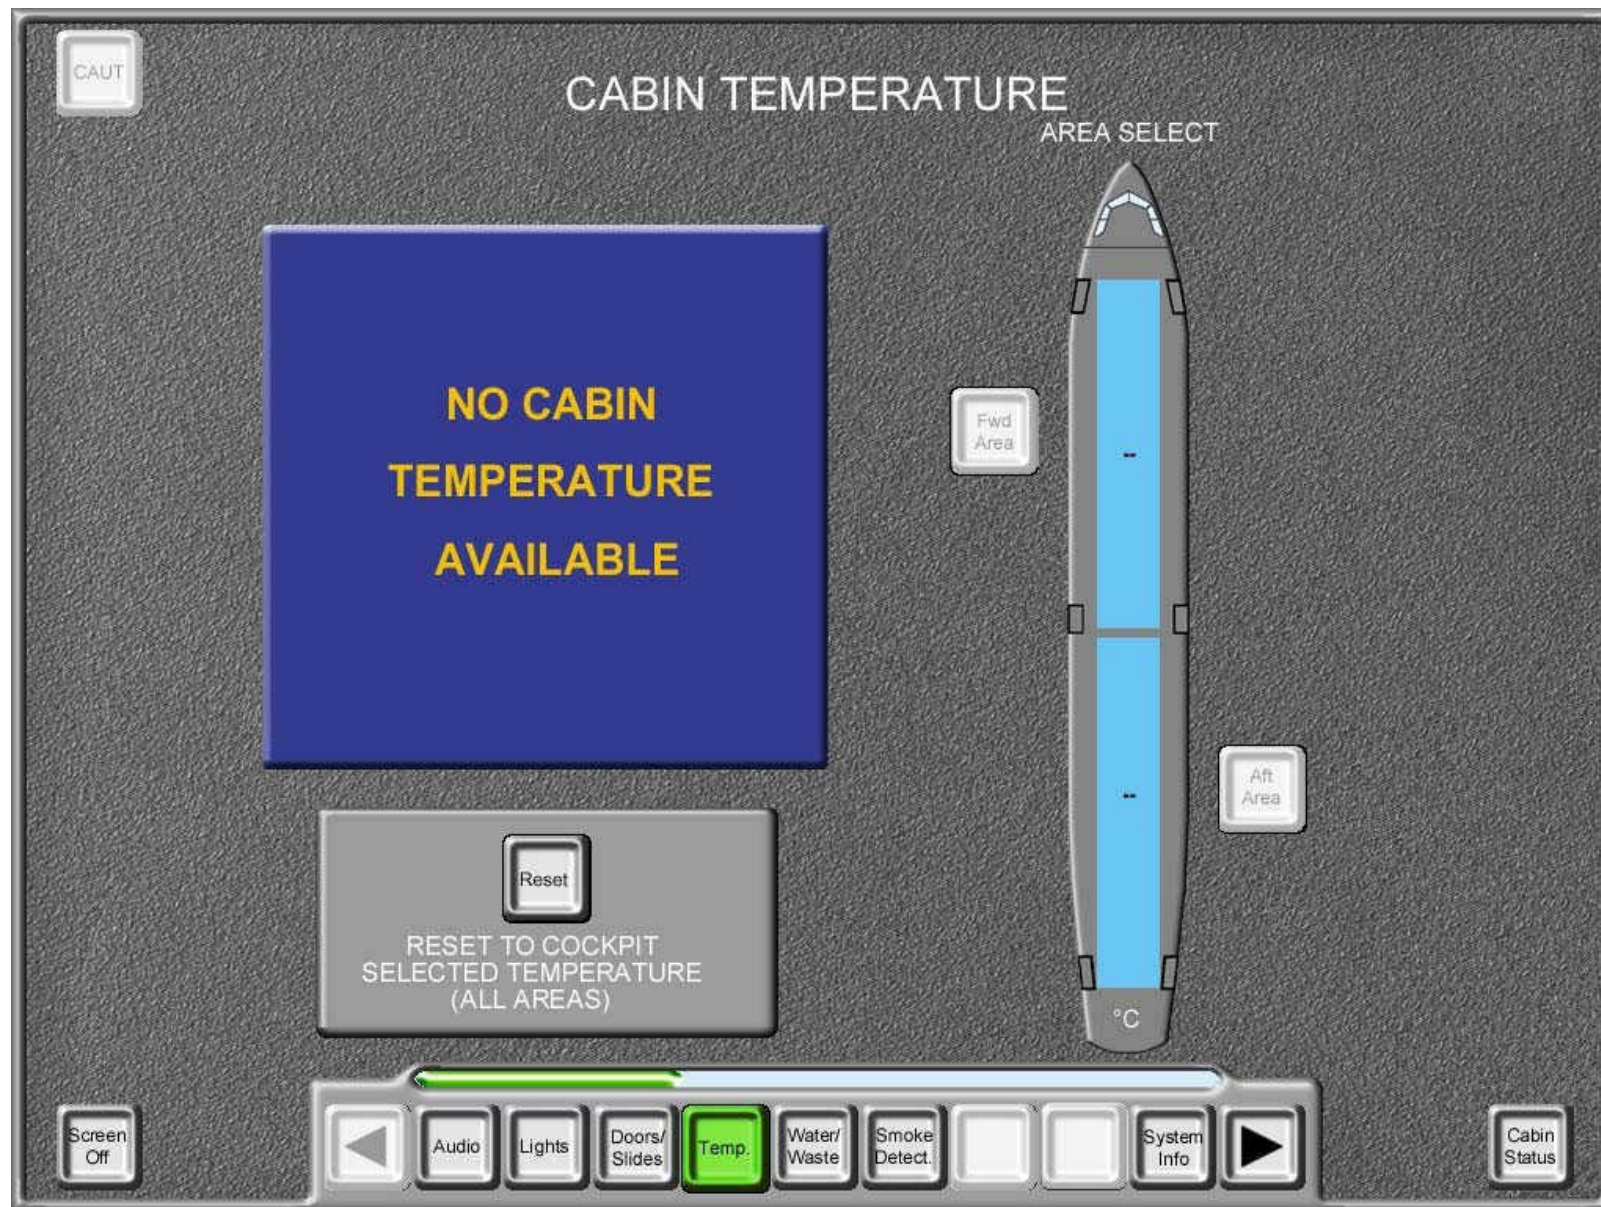 CAUT
CABIN TEMPERATURE
AREA SELECT
NO CABIN
TEMPERATURE
AVAILABLE
Fwd
Area
--
Aft
Area
--
Reset
RESET TO COCKPIT
SELECTED TEMPERATURE
(ALL AREAS)
°C
Screen
Off
Audio
Lights
Doors/
Slides
Temp.
Water/
Waste
Smoke
Detect.
System
Info
Cabin
Status